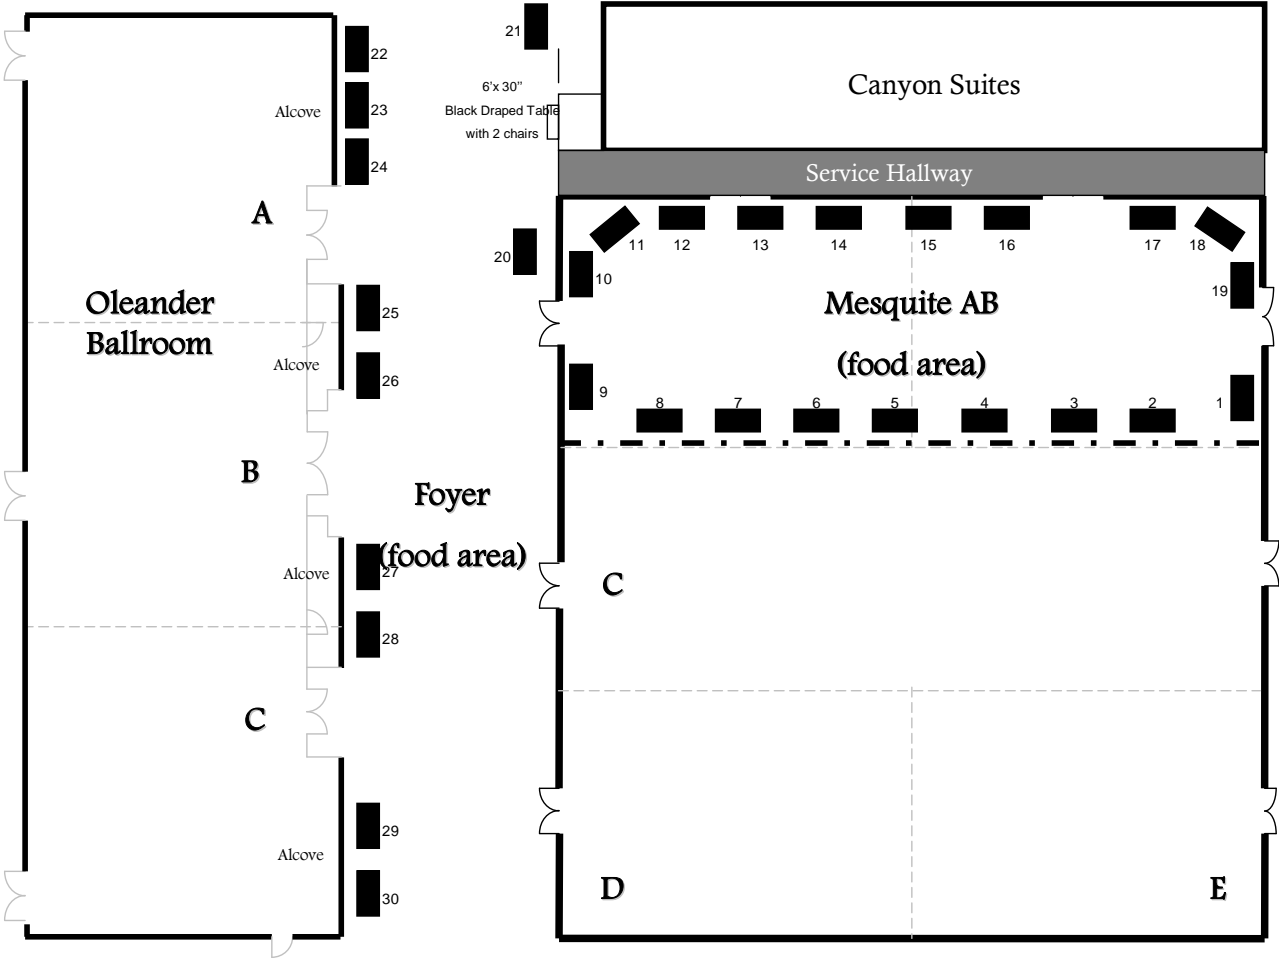 21
22
6'x 30"
Canyon Suites
23
Alcove
Black Draped Table
with 2 chairs
24
Service Hallway
A
11
12
13
14
15
16
17
18
20
10
19
Oleander
Ballroom
25
Mesquite AB
(food area)
Alcove
26
9
8
7
6
5
4
3
2
1
B
Foyer
(food area)
Alcove
27
C
28
C
29
Alcove
30
D
E